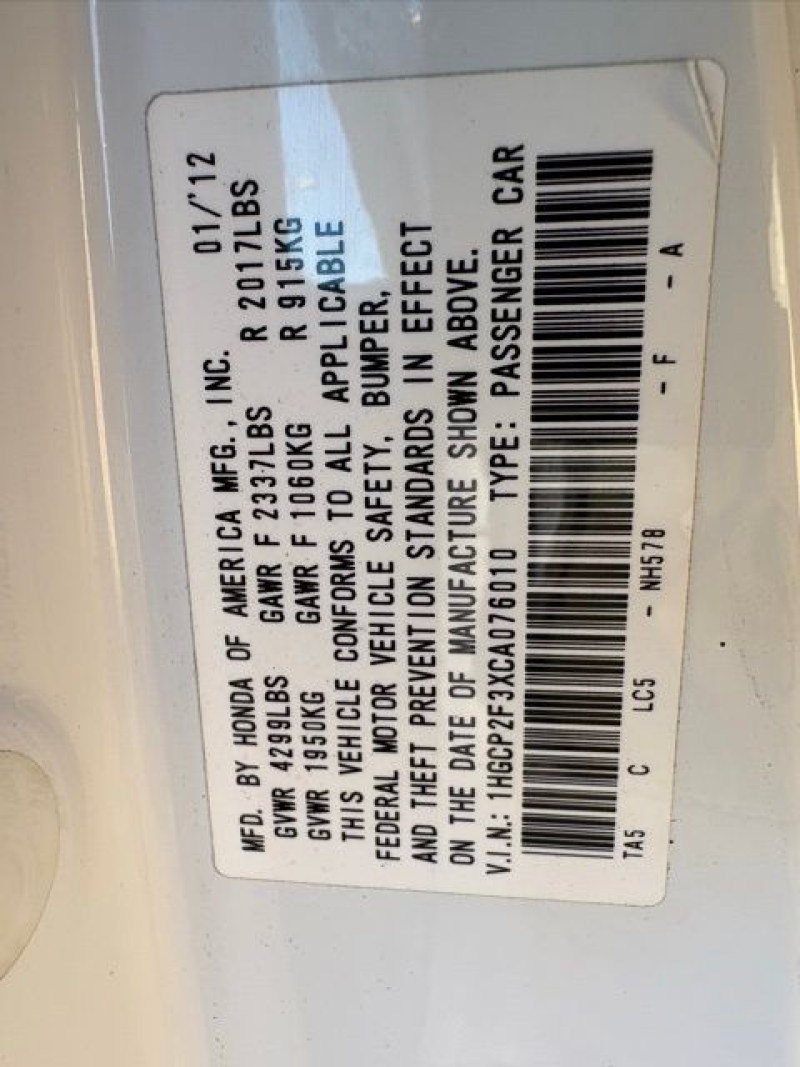 MFD. BY HONDA OF AMERICA MFG., INC. 01/'12
GVWR 4299LBS GAWR F 2337LBS R 2017LBS
GVWR 1950KG GAWR F 1060KG R 915KG
THIS VEHICLE CONFORMS TO ALL APPLICABLE
FEDERAL MOTOR VEHICLE SAFETY, BUMPER,
AND THEFT PREVENTION STANDARDS IN EFFECT
ON THE DATE OF MANUFACTURE SHOWN ABOVE.
V.I.N.: 1HGCP2F3XCA076010 TYPE: PASSENGER CAR
TA5 C LC5 - NH578 - F - A